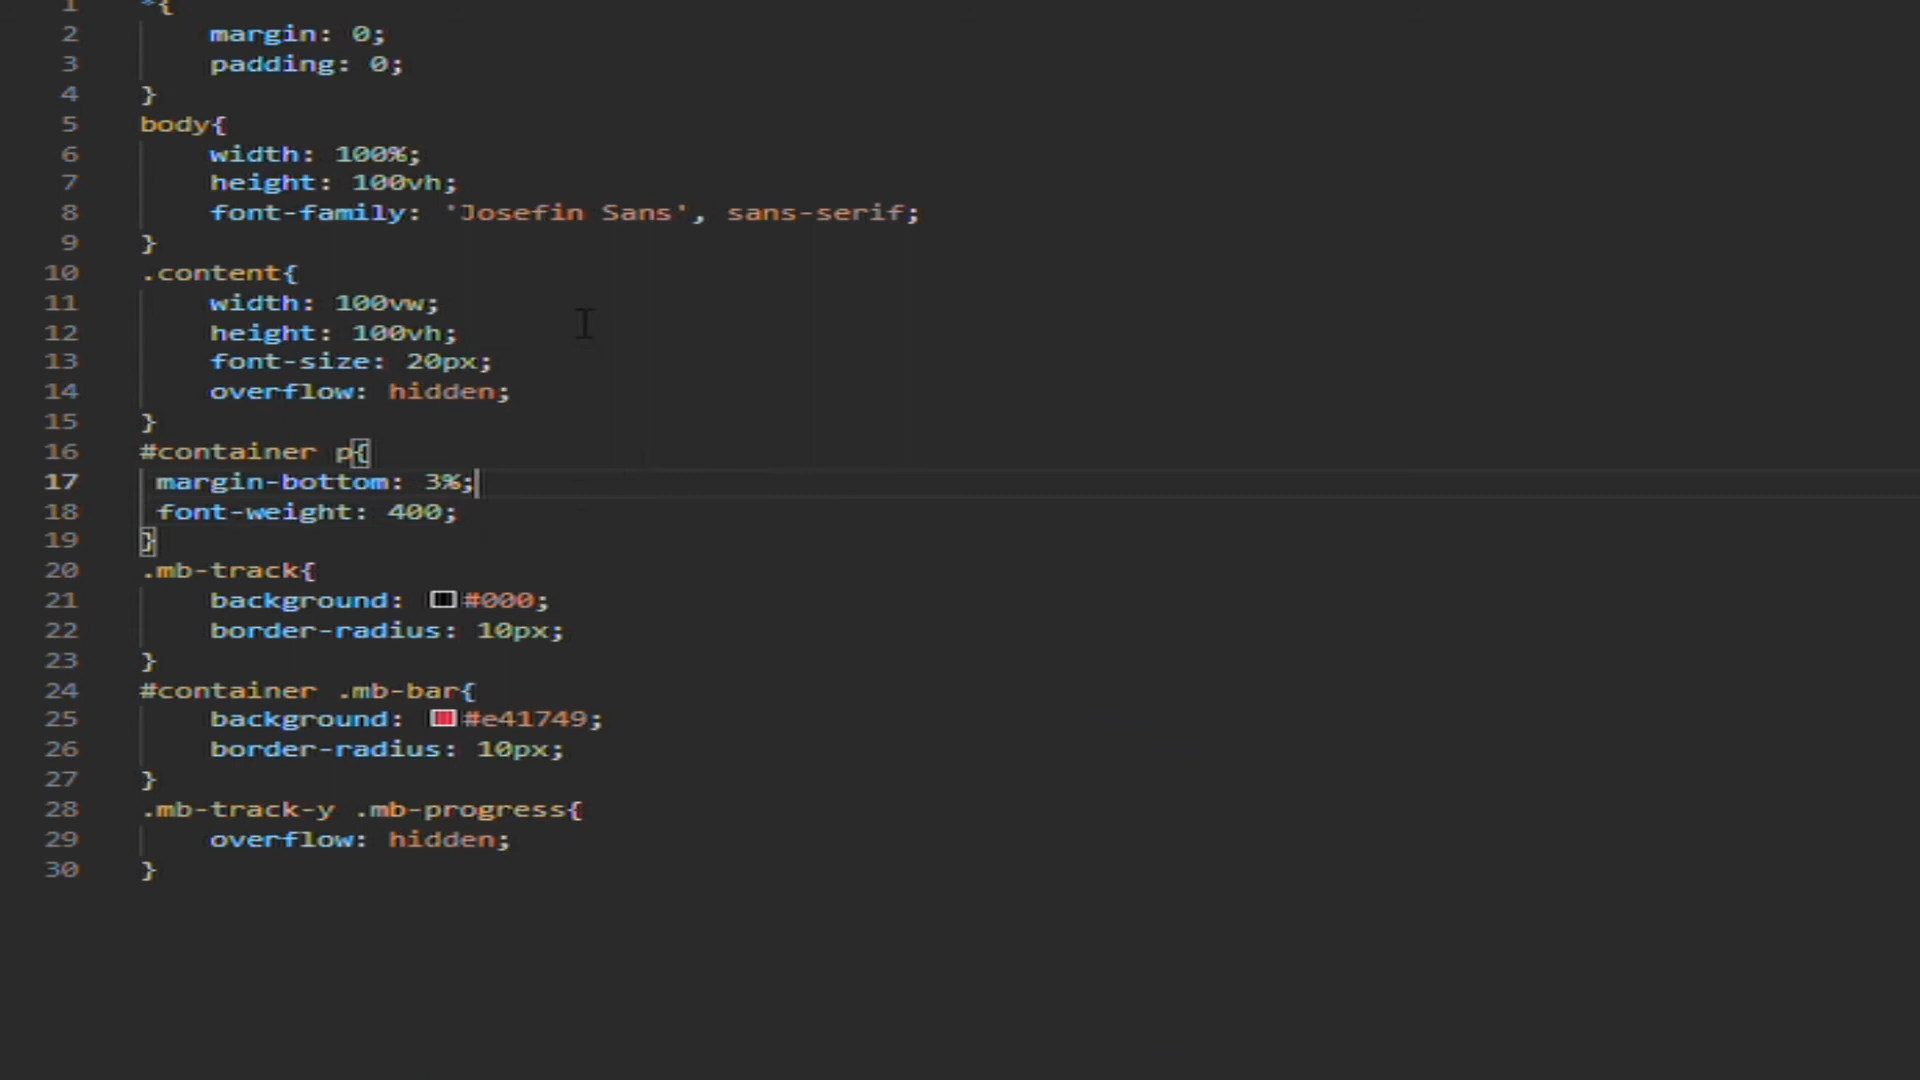 1 *{
2 margin: 0;
3 padding: 0;
4 }
5 body{
6 width: 100%;
7 height: 100vh;
8 font-family: 'Josefin Sans', sans-serif;
9 }
10 .content{
11 width: 100vw;
12 height: 100vh;
13 font-size: 20px;
14 overflow: hidden;
15 }
16 #container p{
17 margin-bottom: 3%;
18 font-weight: 400;
19 }
20 .mb-track{
21 background: #000;
22 border-radius: 10px;
23 }
24 #container .mb-bar{
25 background: #e41749;
26 border-radius: 10px;
27 }
28 .mb-track-y .mb-progress{
29 overflow: hidden;
30 }